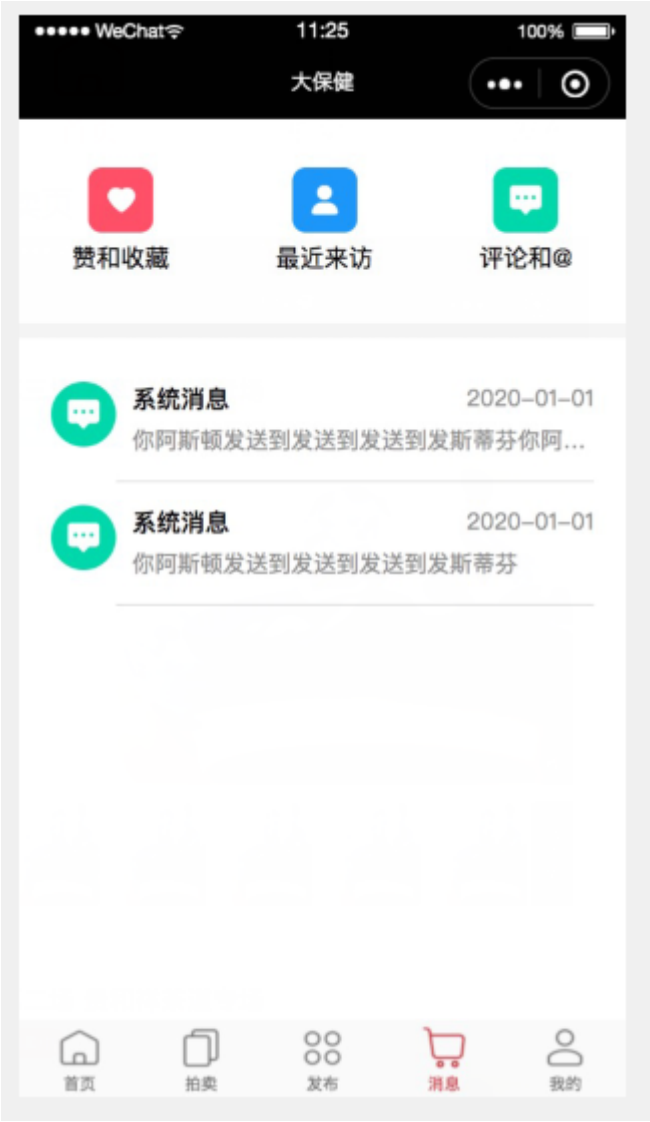 ●●●●● WeChat 11:25 100%
大保健
赞和收藏 最近来访 评论和@
系统消息 2020-01-01
你阿斯顿发送到发送到发送到发斯蒂芬你阿...
系统消息 2020-01-01
你阿斯顿发送到发送到发送到发斯蒂芬
首页 拍卖 发布 消息 我的